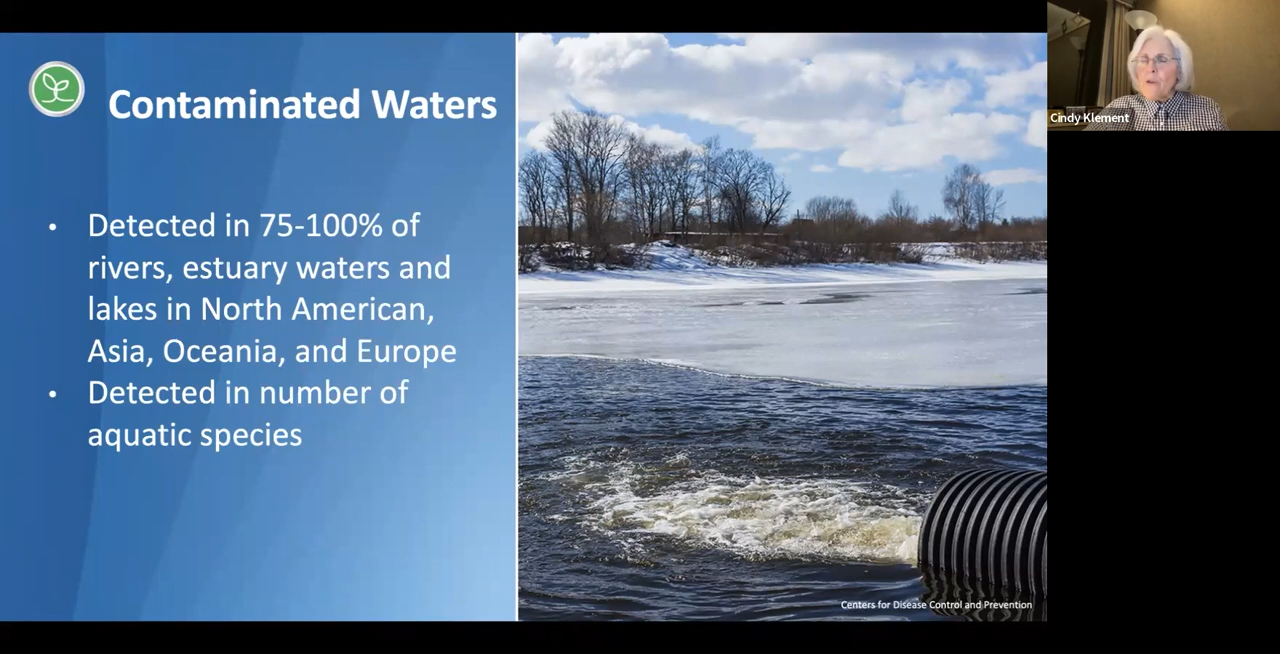 Contaminated Waters
• Detected in 75-100% of
rivers, estuary waters and
lakes in North American,
Asia, Oceania, and Europe
• Detected in number of
aquatic species
Centers for Disease Control and Prevention
Cindy Klement